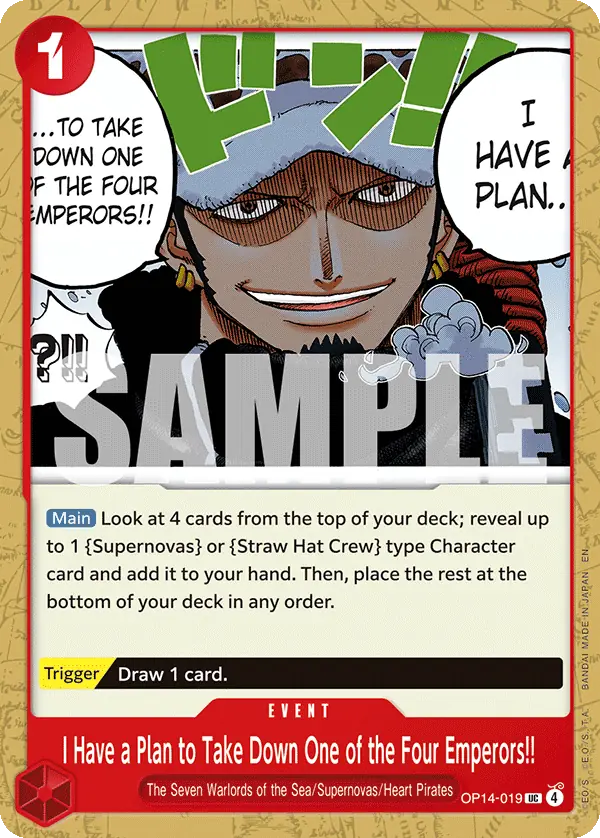 1
ドン!!
...TO TAKE
DOWN ONE
OF THE FOUR
EMPERORS!!
I
HAVE A
PLAN...
?!!
SAMPLE
Main Look at 4 cards from the top of your deck; reveal up
to 1 {Supernovas} or {Straw Hat Crew} type Character
card and add it to your hand. Then, place the rest at the
bottom of your deck in any order.
Trigger Draw 1 card.
EVENT
I Have a Plan to Take Down One of the Four Emperors!!
The Seven Warlords of the Sea/Supernovas/Heart Pirates
OP14-019 UC 4
BANDAI MADE IN JAPAN EN